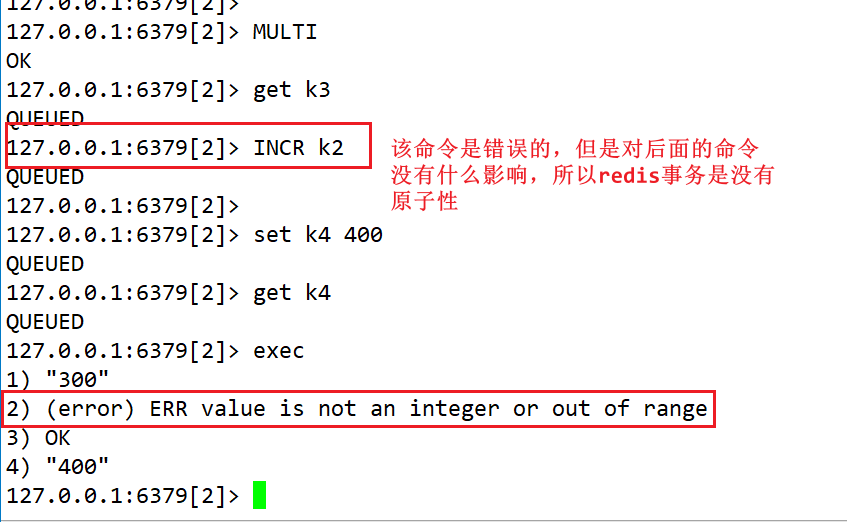 127.0.0.1:6379[2]>
127.0.0.1:6379[2]> MULTI
OK
127.0.0.1:6379[2]> get k3
QUEUED
127.0.0.1:6379[2]> INCR k2
QUEUED
127.0.0.1:6379[2]>
127.0.0.1:6379[2]> set k4 400
QUEUED
127.0.0.1:6379[2]> get k4
QUEUED
127.0.0.1:6379[2]> exec
1) "300"
2) (error) ERR value is not an integer or out of range
3) OK
4) "400"
127.0.0.1:6379[2]>
该命令是错误的，但是对后面的命令
没有什么影响，所以redis事务是没有
原子性